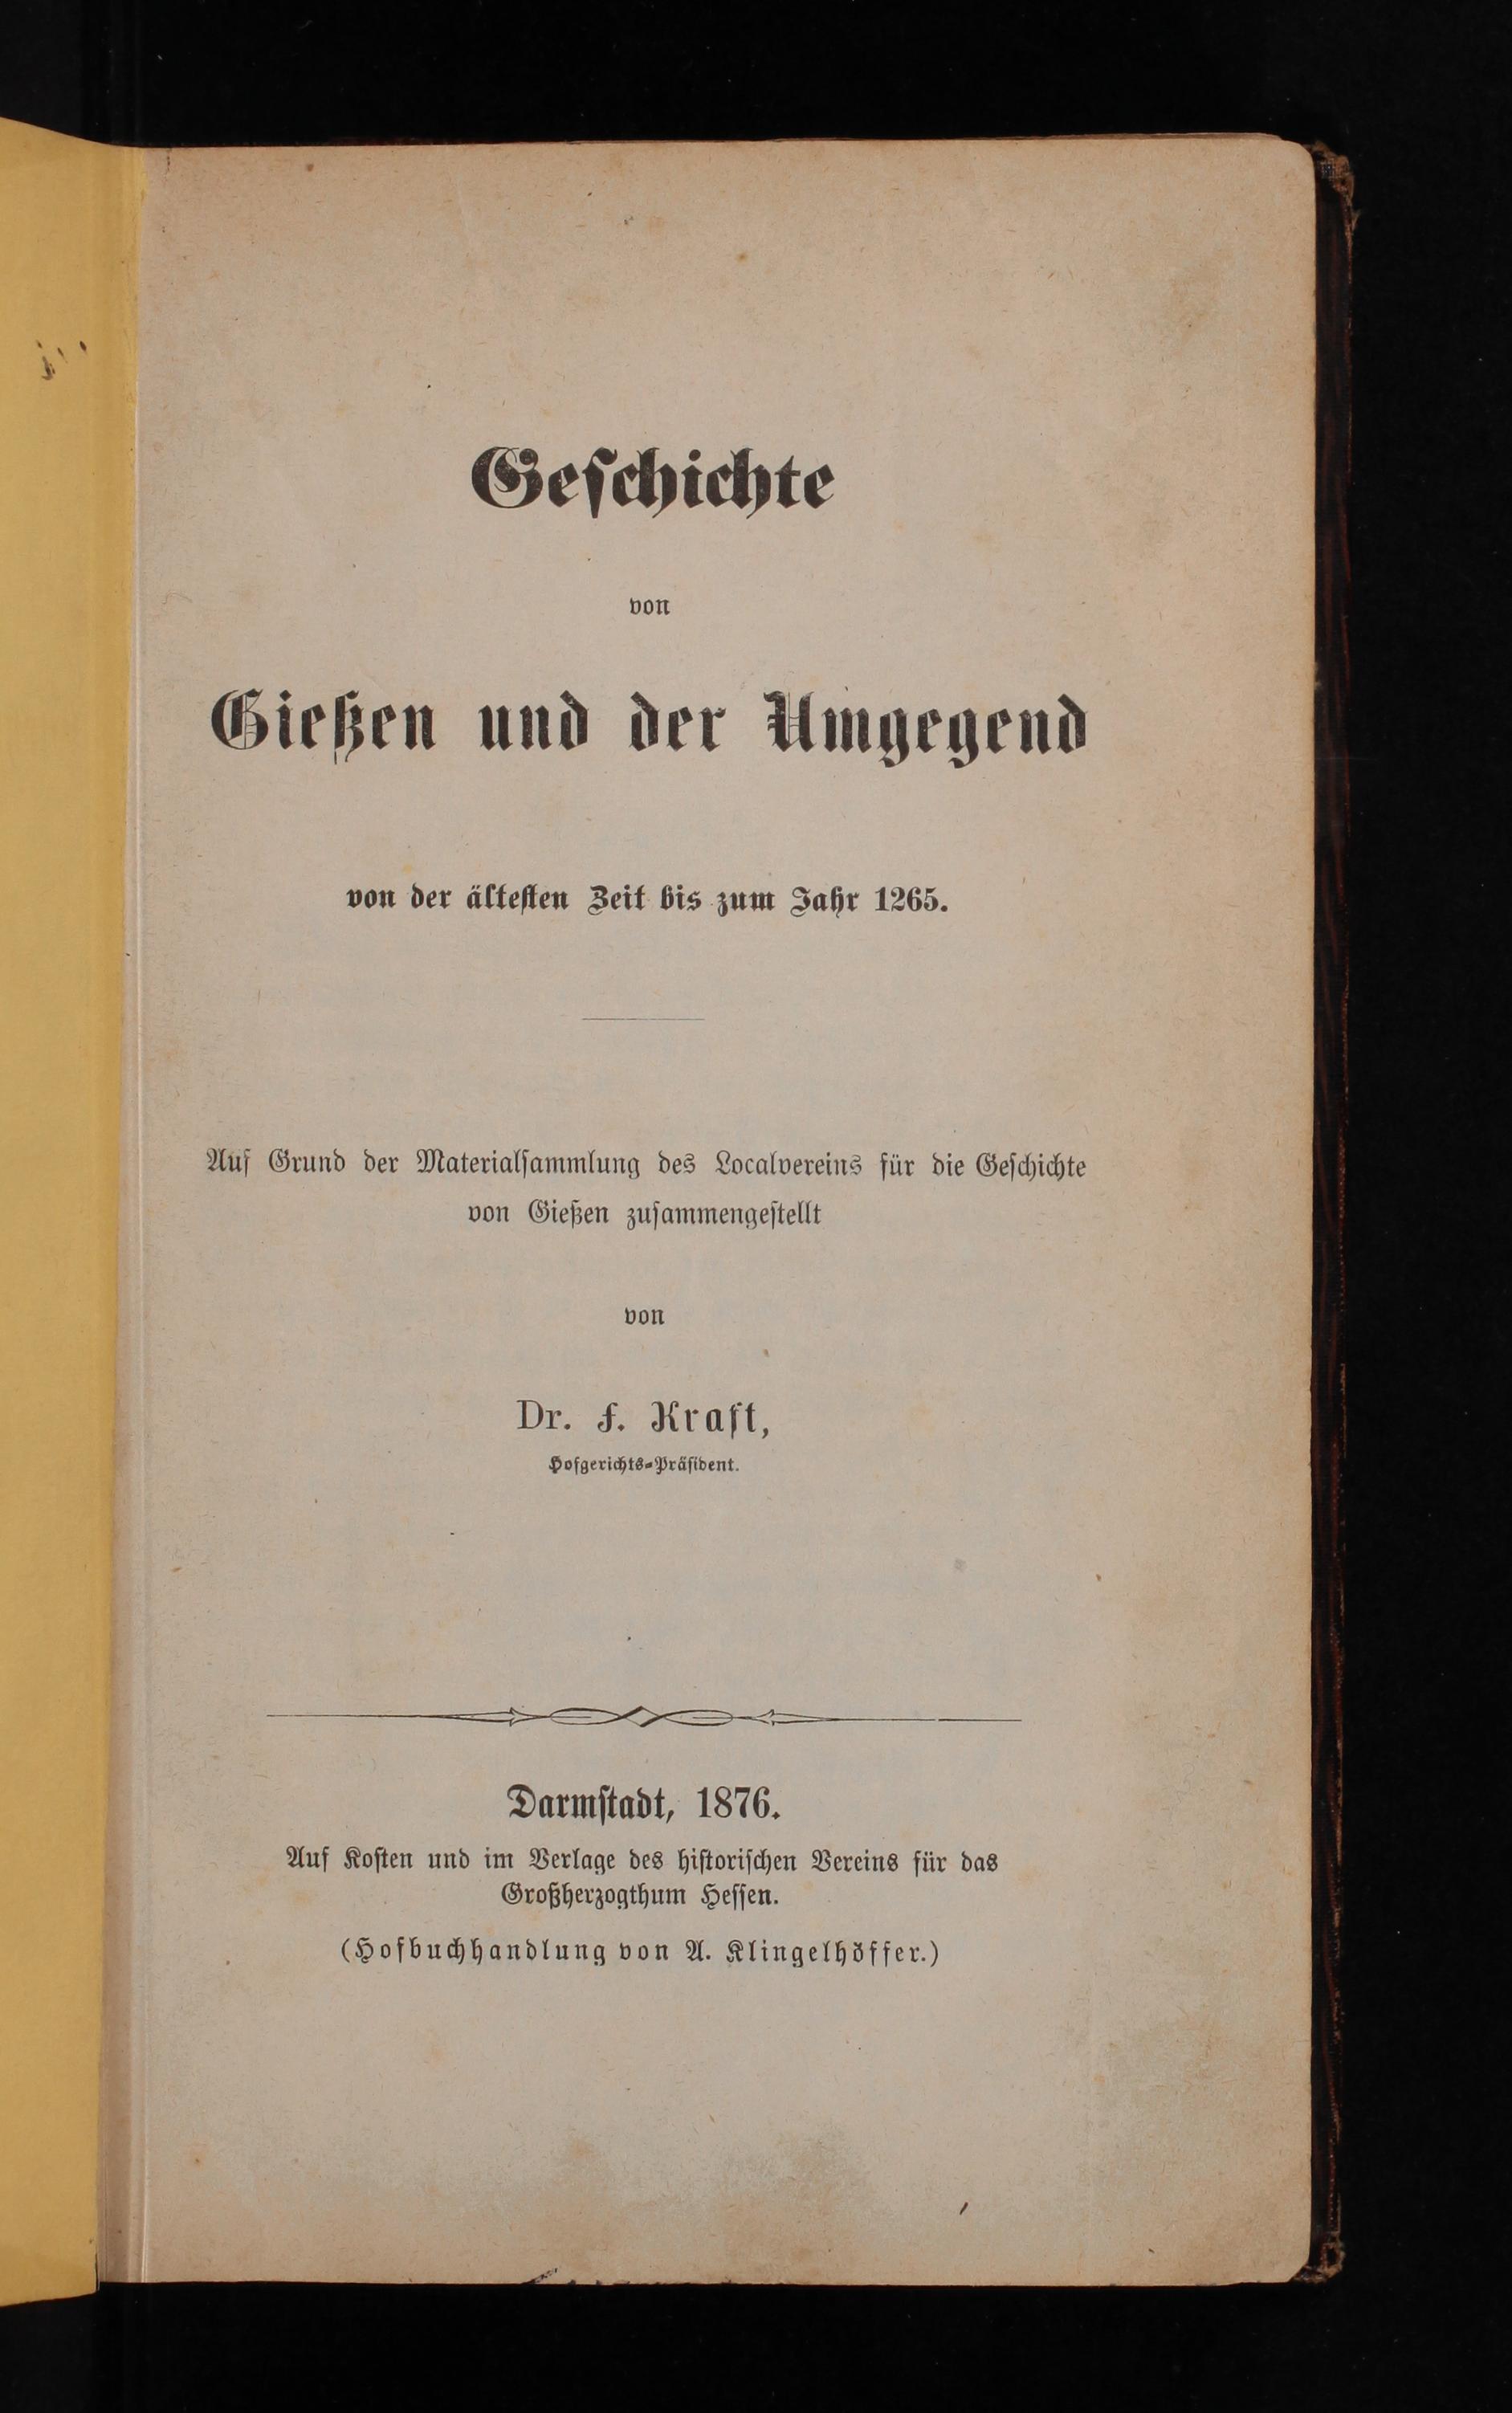 Geſchichte
von
Gießen und der Umgegend
von der älteſten Zeit bis zum Jahr 1265.
Auf Grund der Materialſammlung des Localvereins für die Geſchichte
von Gießen zuſammengeſtellt
von
Dr. F. Kraft,
Hofgerichts-Präſident.
Darmſtadt, 1876.
Auf Koſten und im Verlage des hiſtoriſchen Vereins für das
Großherzogthum Heſſen.
(Hofbuchhandlung von A. Klingelhöffer.)